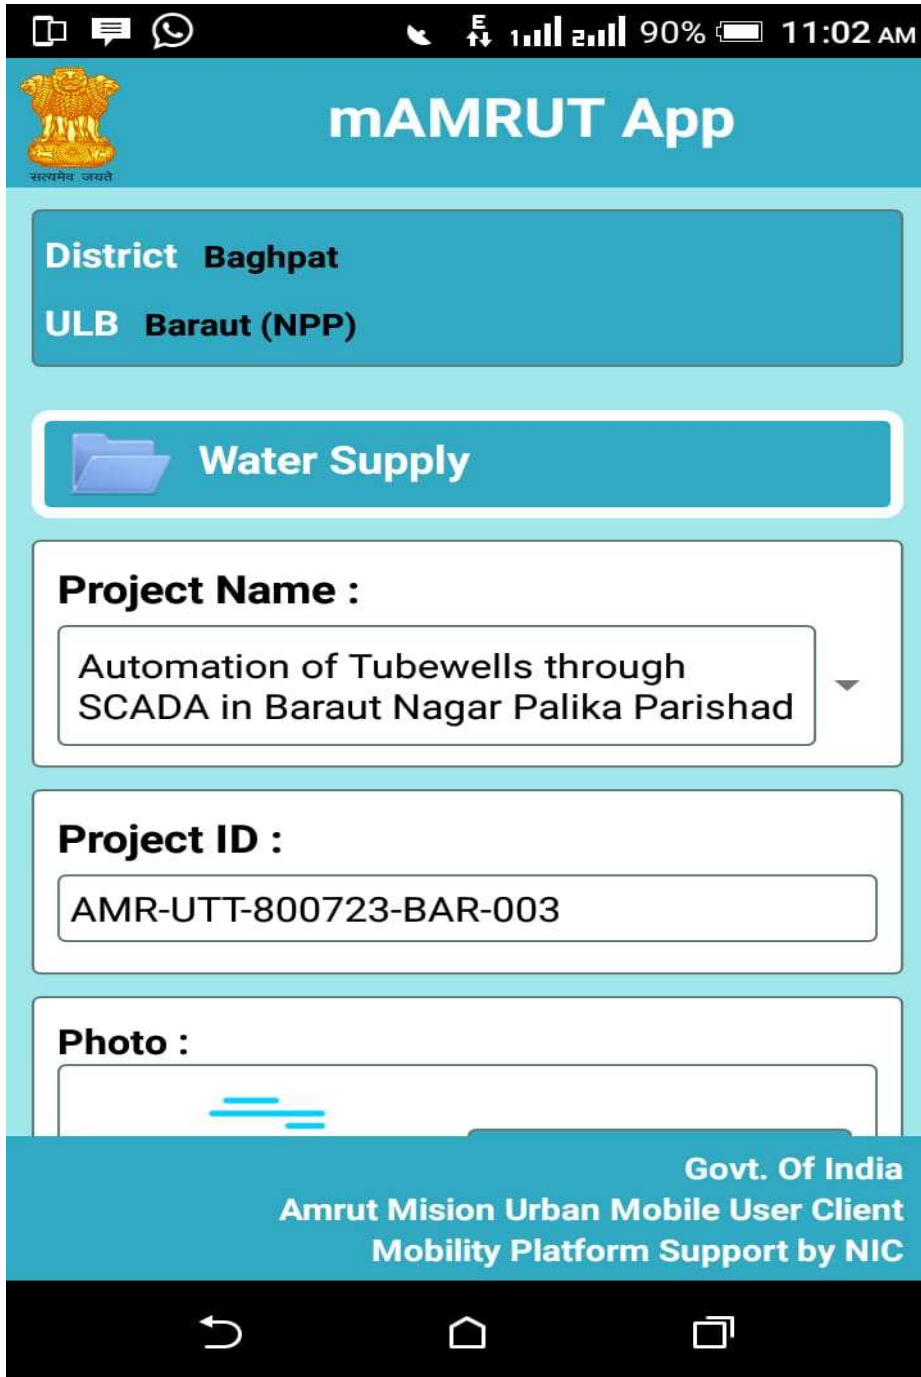 90% 11:02 AM
mAMRUT App
सत्यमेव जयते
District Baghpat
ULB Baraut (NPP)
Water Supply
Project Name :
Automation of Tubewells through
SCADA in Baraut Nagar Palika Parishad
Project ID :
AMR-UTT-800723-BAR-003
Photo :
Govt. Of India
Amrut Mision Urban Mobile User Client
Mobility Platform Support by NIC